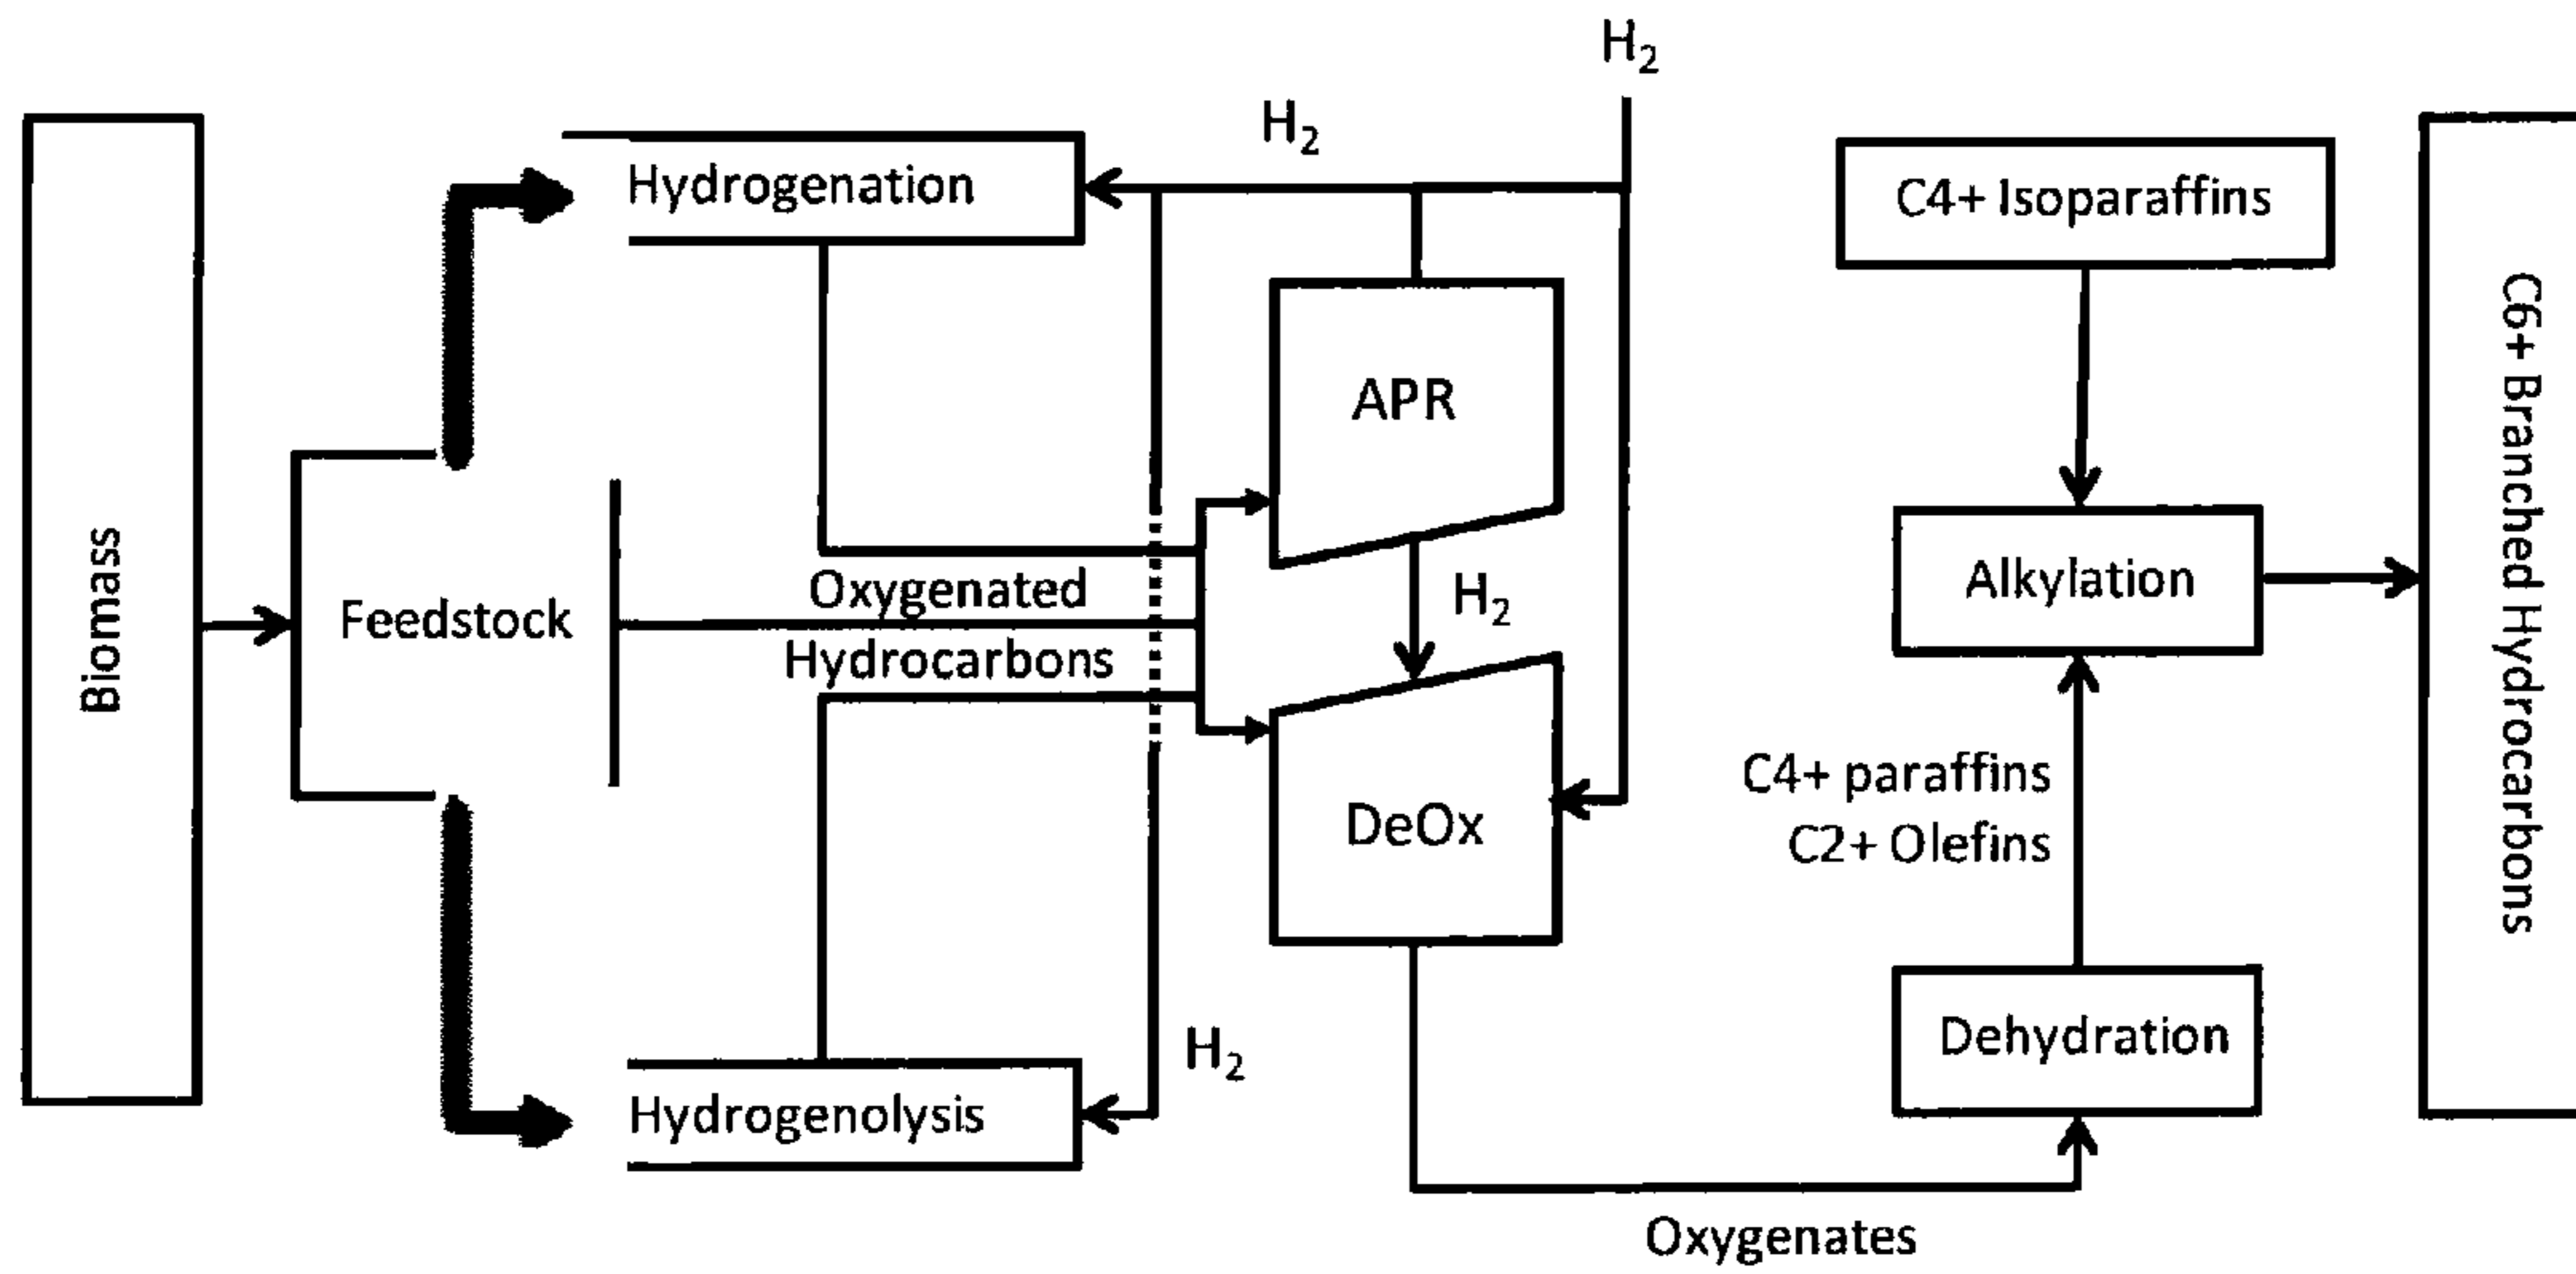 H₂
H₂
Hydrogenation
C4+ Isoparaffins
APR
Biomass
Feedstock
Oxygenated
Hydrocarbons
H₂
Alkylation
C6+ Branched Hydrocarbons
DeOx
C4+ paraffins
C2+ Olefins
H₂
Hydrogenolysis
Dehydration
Oxygenates